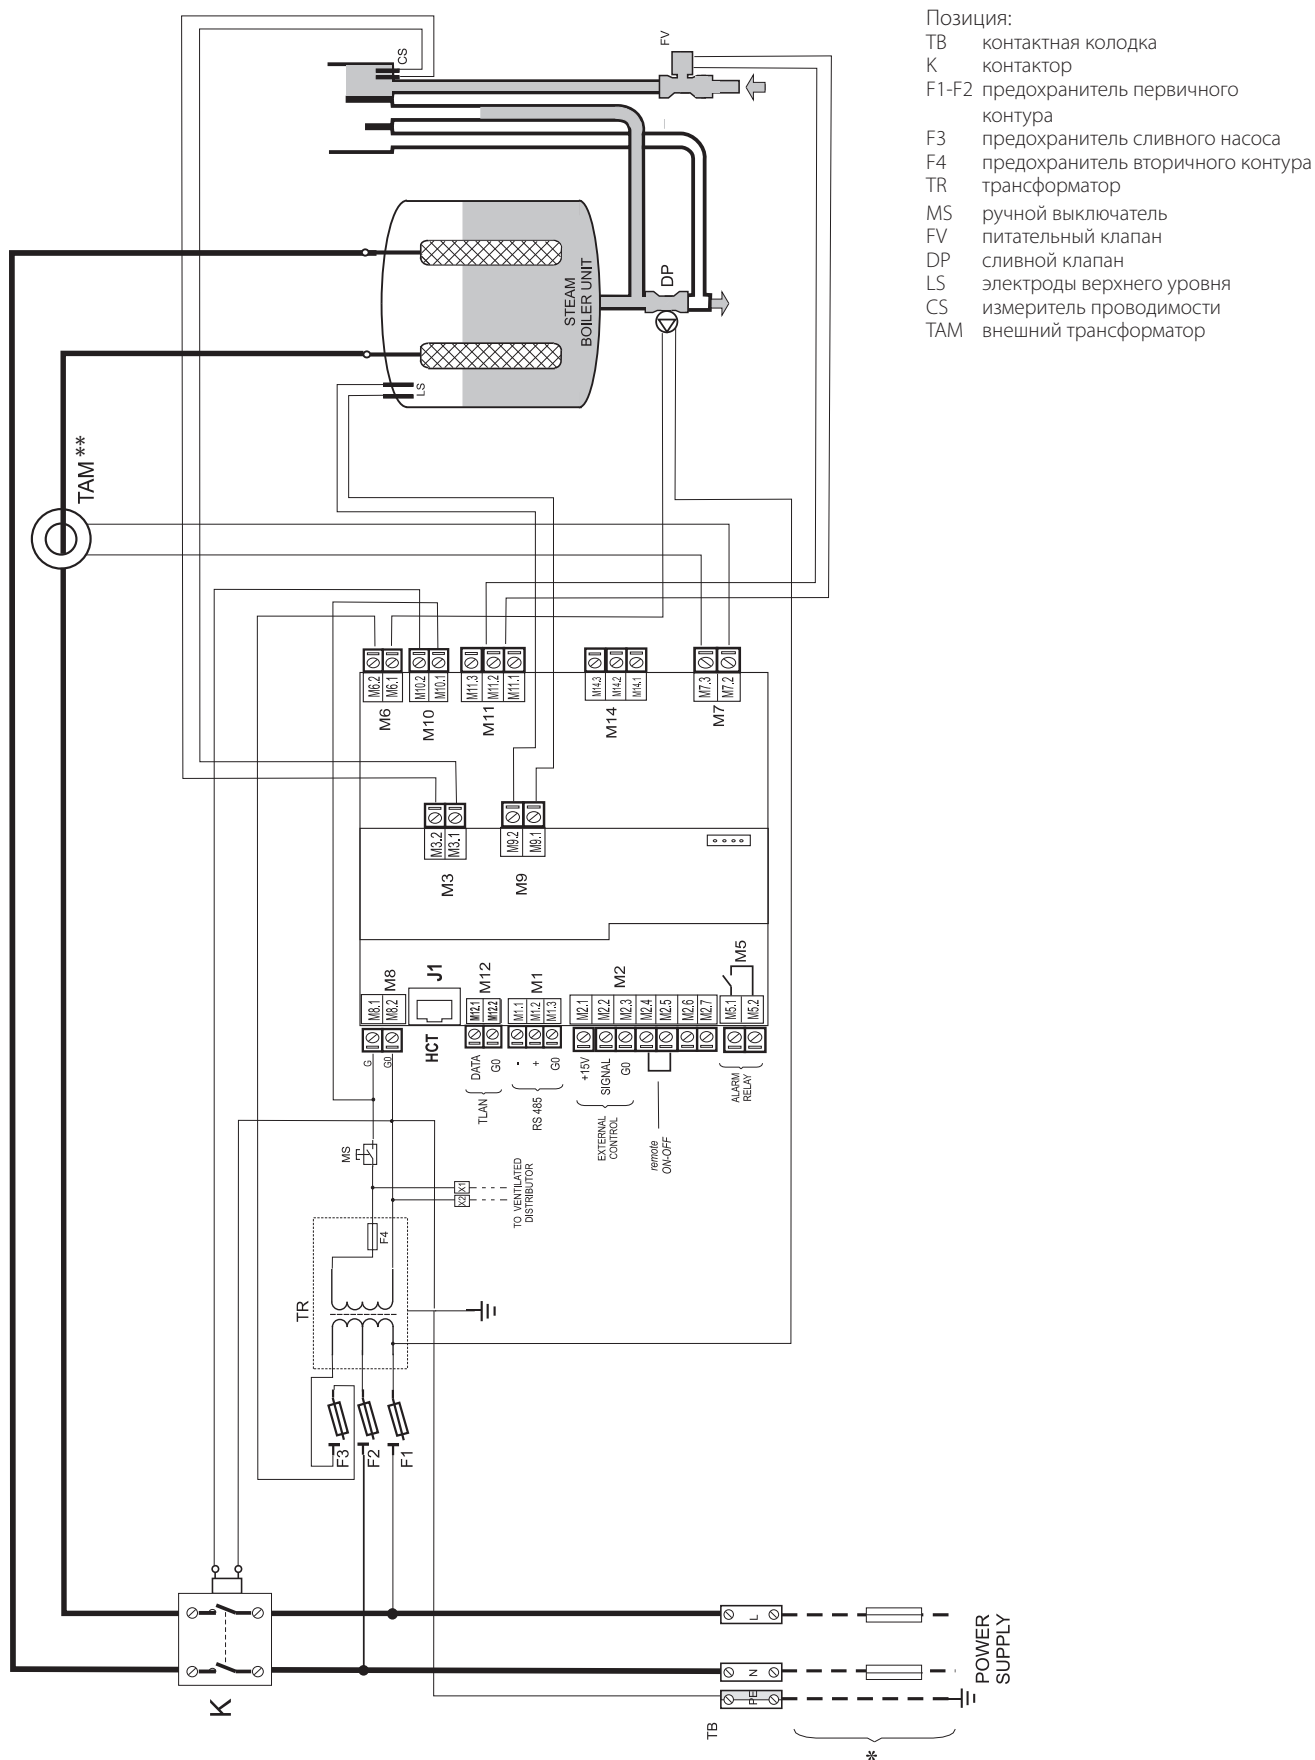 Позиция:
TB контактная колодка
K контактор
F1-F2 предохранитель первичного
контура
F3 предохранитель сливного насоса
F4 предохранитель вторичного контура
TR трансформатор
MS ручной выключатель
FV питательный клапан
DP сливной клапан
LS электроды верхнего уровня
CS измеритель проводимости
TAM внешний трансформатор
CS
FV
STEAM
BOILER UNIT
DP
LS
TAM **
M6.2
M6.1
M10.2
M10.1
M11.3
M11.2
M11.1
M14.3
M14.2
M14.1
M7.3
M7.2
M6
M10
M11
M14
M7
M3.2
M3.1
M9.2
M9.1
M3
M9
M8.1
M8.2
M8
J1
HCT
M12.1
M12.2
M12
M1.1
M1.2
M1.3
M1
M2.1
M2.2
M2.3
M2.4
M2.5
M2.6
M2.7
M2
M5.1
M5.2
M5
G
G0
DATA
G0
TLAN
-
+
G0
RS 485
+15V
SIGNAL
G0
EXTERNAL
CONTROL
remote
ON-OFF
ALARM
RELAY
MS
X1
X2
TO VENTILATED
DISTRIBUTOR
F4
TR
F3
F2
F1
K
L
N
PE
TB
POWER
SUPPLY
*